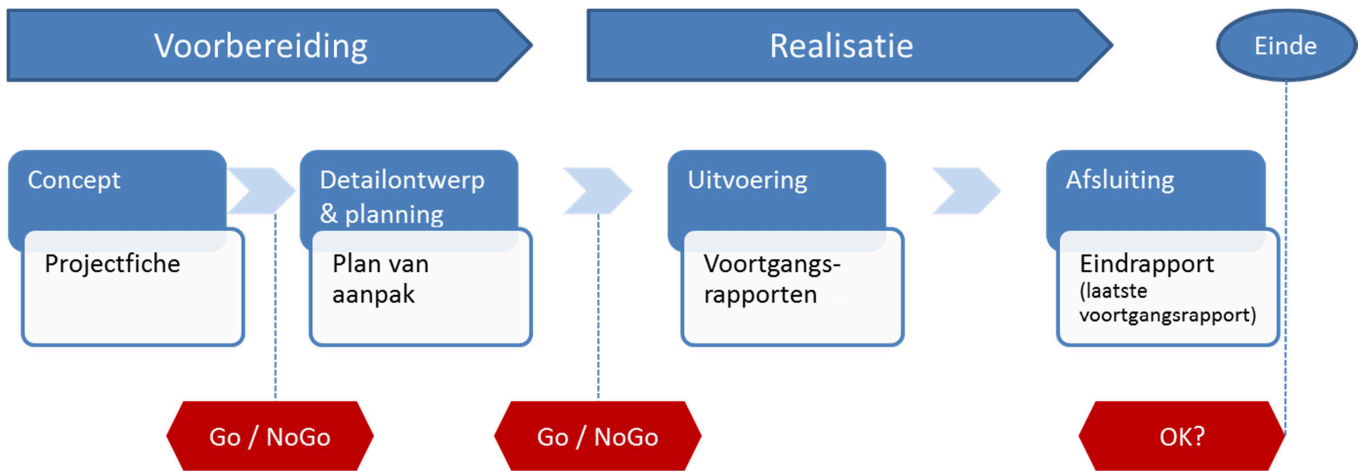 Voorbereiding
Realisatie
Einde
Concept
Projectfiche
Detailontwerp
& planning
Plan van
aanpak
Uitvoering
Voortgangs-
rapporten
Afsluiting
Eindrapport
(laatste
voortgangsrapport)
Go / NoGo
Go / NoGo
OK?